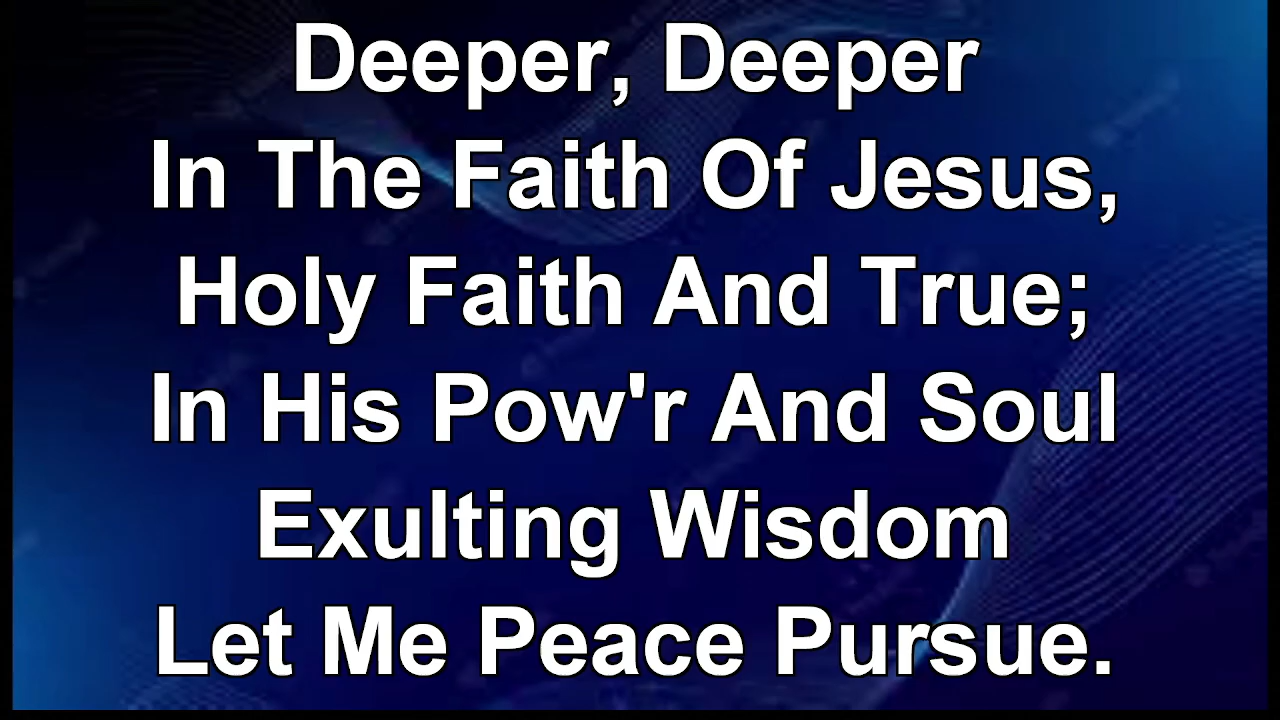 Deeper, Deeper
In The Faith Of Jesus,
Holy Faith And True;
In His Pow'r And Soul
Exulting Wisdom
Let Me Peace Pursue.